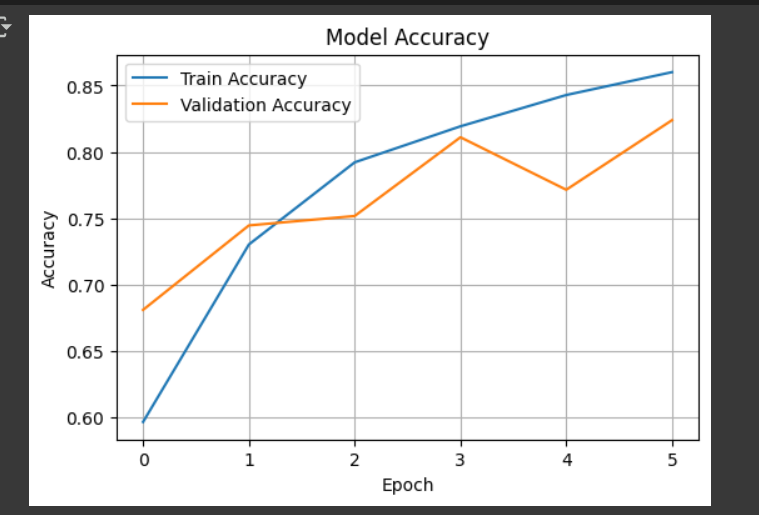 Model Accuracy
Train Accuracy
Validation Accuracy
0.85
0.80
0.75
0.70
0.65
0.60
Accuracy
0 1 2 3 4 5
Epoch